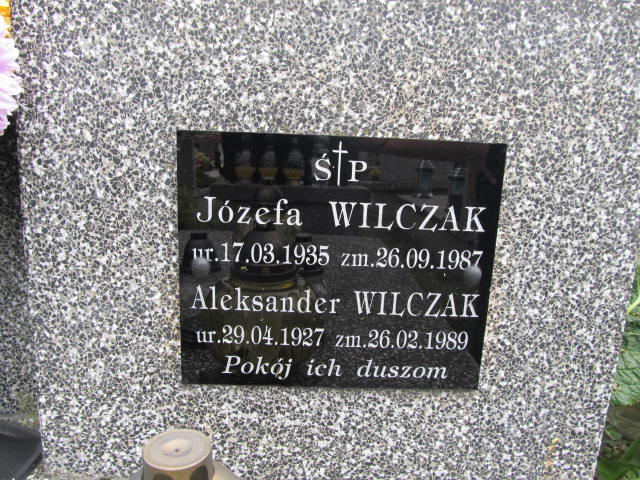 Ś†P
Józefa WILCZAK
ur.17.03.1935 zm.26.09.1987
Aleksander WILCZAK
ur.29.04.1927 zm.26.02.1989
Pokój ich duszom